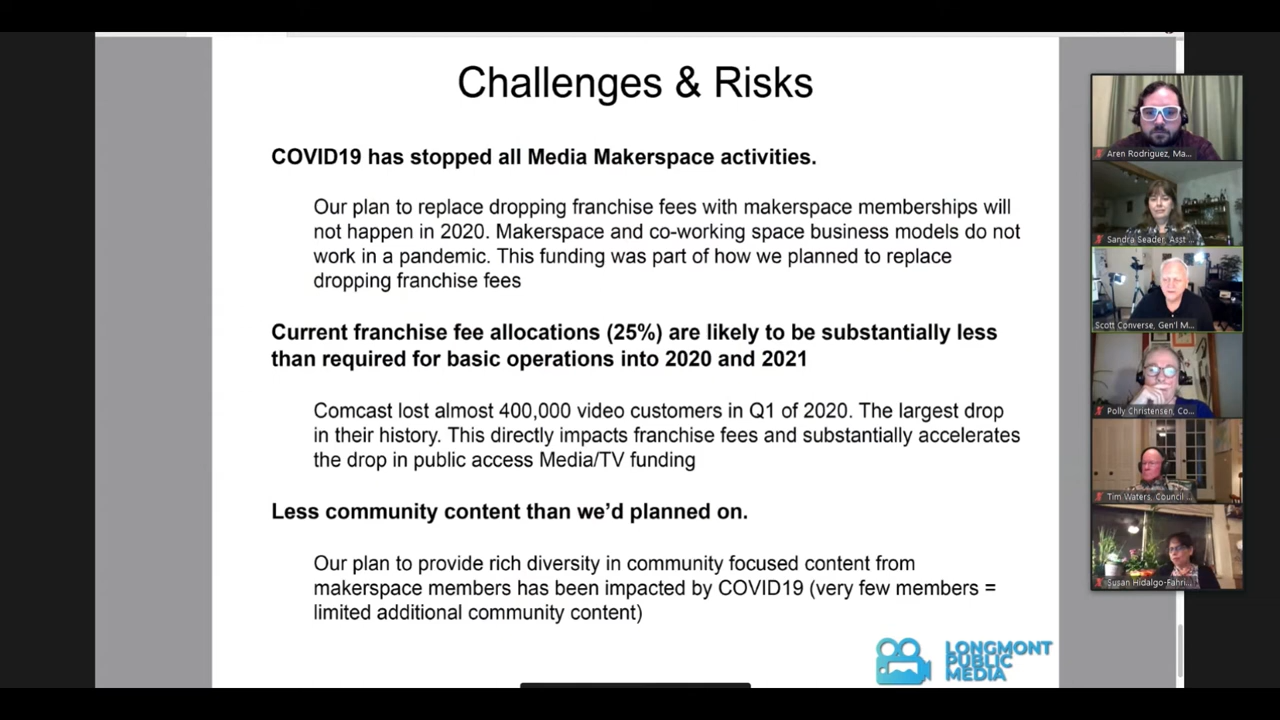 Challenges & Risks
COVID19 has stopped all Media Makerspace activities.
Our plan to replace dropping franchise fees with makerspace memberships will
not happen in 2020. Makerspace and co-working space business models do not
work in a pandemic. This funding was part of how we planned to replace
dropping franchise fees
Current franchise fee allocations (25%) are likely to be substantially less
than required for basic operations into 2020 and 2021
Comcast lost almost 400,000 video customers in Q1 of 2020. The largest drop
in their history. This directly impacts franchise fees and substantially accelerates
the drop in public access Media/TV funding
Less community content than we'd planned on.
Our plan to provide rich diversity in community focused content from
makerspace members has been impacted by COVID19 (very few members =
limited additional community content)
LONGMONT
PUBLIC
MEDIA
Aren Rodriguez, Ma...
Sandra Seader, Asst ...
Scott Converse, Gen'l M...
Polly Christensen, Co...
Tim Waters, Council ...
Susan Hidalgo-Fahri...